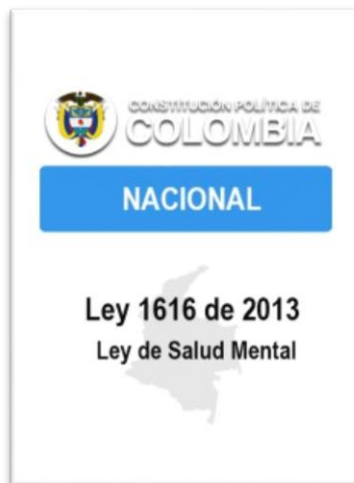 CONSTITUCIÓN POLÍTICA DE
COLOMBIA
NACIONAL
Ley 1616 de 2013
Ley de Salud Mental